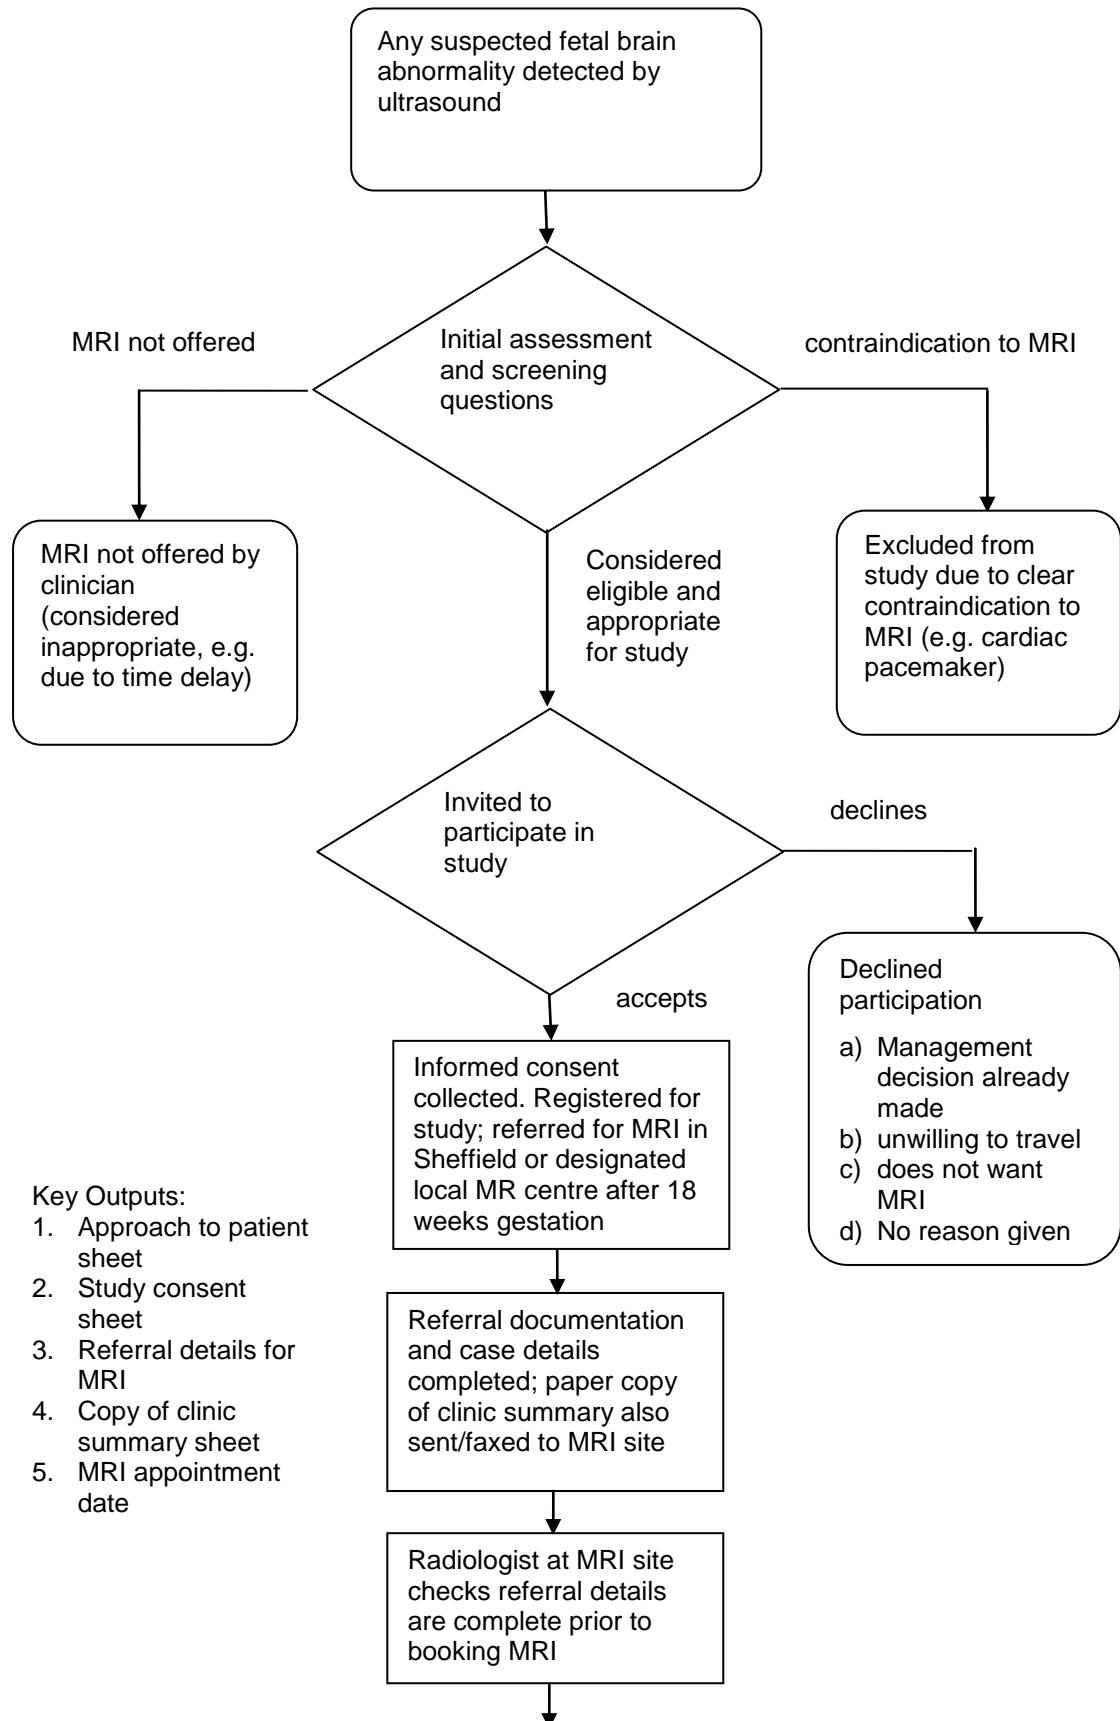 Any suspected fetal brain
abnormality detected by
ultrasound
MRI not offered
Initial assessment
and screening
questions
contraindication to MRI
MRI not offered by
clinician
(considered
inappropriate, e.g.
due to time delay)
Considered
eligible and
appropriate
for study
Excluded from
study due to clear
contraindication to
MRI (e.g. cardiac
pacemaker)
Invited to
participate in
study
declines
accepts
Declined
participation
a) Management
decision already
made
b) unwilling to travel
c) does not want
MRI
d) No reason given
Informed consent
collected. Registered for
study; referred for MRI in
Sheffield or designated
local MR centre after 18
weeks gestation
Key Outputs:
1. Approach to patient
sheet
2. Study consent
sheet
3. Referral details for
MRI
4. Copy of clinic
summary sheet
5. MRI appointment
date
Referral documentation
and case details
completed; paper copy
of clinic summary also
sent/faxed to MRI site
Radiologist at MRI site
checks referral details
are complete prior to
booking MRI